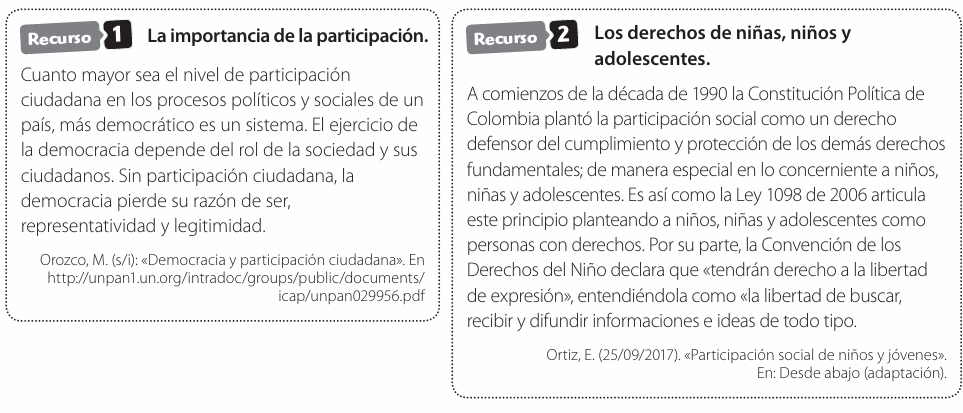 Recurso 1 La importancia de la participación.
Cuanto mayor sea el nivel de participación
ciudadana en los procesos políticos y sociales de un
país, más democrático es un sistema. El ejercicio de
la democracia depende del rol de la sociedad y sus
ciudadanos. Sin participación ciudadana, la
democracia pierde su razón de ser,
representatividad y legitimidad.
Orozco, M. (s/i): «Democracia y participación ciudadana». En
http://unpan1.un.org/intradoc/groups/public/documents/
icap/unpan029956.pdf
Recurso 2 Los derechos de niñas, niños y
adolescentes.
A comienzos de la década de 1990 la Constitución Política de
Colombia plantó la participación social como un derecho
defensor del cumplimiento y protección de los demás derechos
fundamentales; de manera especial en lo concerniente a niños,
niñas y adolescentes. Es así como la Ley 1098 de 2006 articula
este principio planteando a niños, niñas y adolescentes como
personas con derechos. Por su parte, la Convención de los
Derechos del Niño declara que «tendrán derecho a la libertad
de expresión», entendiéndola como «la libertad de buscar,
recibir y difundir informaciones e ideas de todo tipo.
Ortiz, E. (25/09/2017). «Participación social de niños y jóvenes».
En: Desde abajo (adaptación).